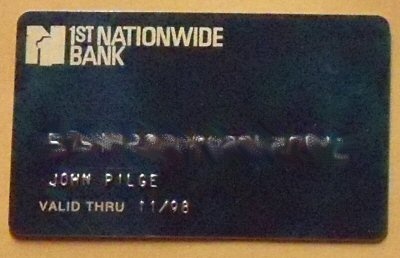 1ST NATIONWIDE
BANK
JOHN PILGE
VALID THRU 11/98